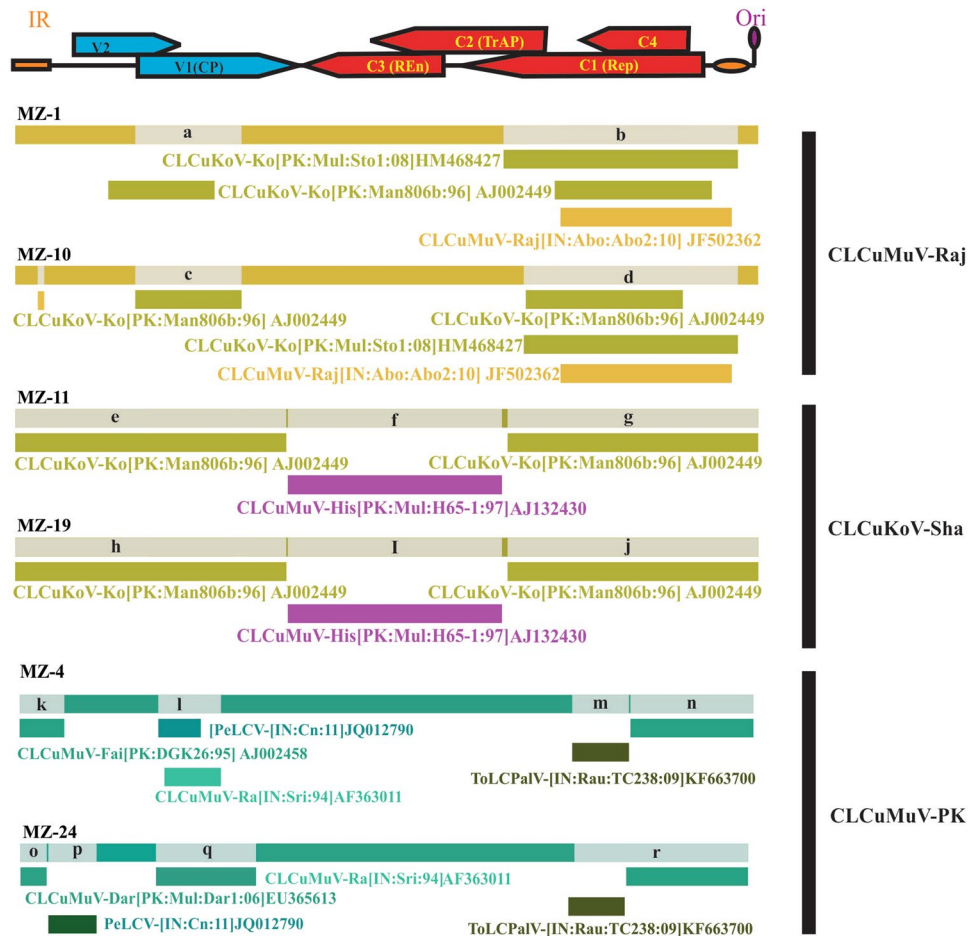 IR
Ori
V2
C2 (TrAP)
C4
V1(CP)
C3 (REn)
C1 (Rep)
MZ-1
a
b
CLCuKoV-Ko[PK:Mul:Sto1:08]HM468427
CLCuKoV-Ko[PK:Man806b:96] AJ002449
CLCuMuV-Raj[IN:Abo:Abo2:10] JF502362
CLCuMuV-Raj
MZ-10
c
d
CLCuKoV-Ko[PK:Man806b:96] AJ002449
CLCuKoV-Ko[PK:Man806b:96] AJ002449
CLCuKoV-Ko[PK:Mul:Sto1:08]HM468427
CLCuMuV-Raj[IN:Abo:Abo2:10] JF502362
MZ-11
e
f
g
CLCuKoV-Ko[PK:Man806b:96] AJ002449
CLCuKoV-Ko[PK:Man806b:96] AJ002449
CLCuMuV-His[PK:Mul:H65-1:97]AJ132430
CLCuKoV-Sha
MZ-19
h
I
j
CLCuKoV-Ko[PK:Man806b:96] AJ002449
CLCuKoV-Ko[PK:Man806b:96] AJ002449
CLCuMuV-His[PK:Mul:H65-1:97]AJ132430
MZ-4
k
l
m
n
[PeLCV-[IN:Cn:11]JQ012790
CLCuMuV-Fai[PK:DGK26:95] AJ002458
CLCuMuV-Ra[IN:Sri:94]AF363011
ToLCPalV-[IN:Rau:TC238:09]KF663700
CLCuMuV-PK
MZ-24
o
p
q
r
CLCuMuV-Ra[IN:Sri:94]AF363011
CLCuMuV-Dar[PK:Mul:Dar1:06]EU365613
PeLCV-[IN:Cn:11]JQ012790
ToLCPalV-[IN:Rau:TC238:09]KF663700